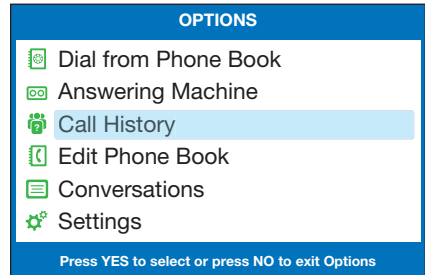 OPTIONS
Dial from Phone Book
Answering Machine
Call History
Edit Phone Book
Conversations
Settings
Press YES to select or press NO to exit Options